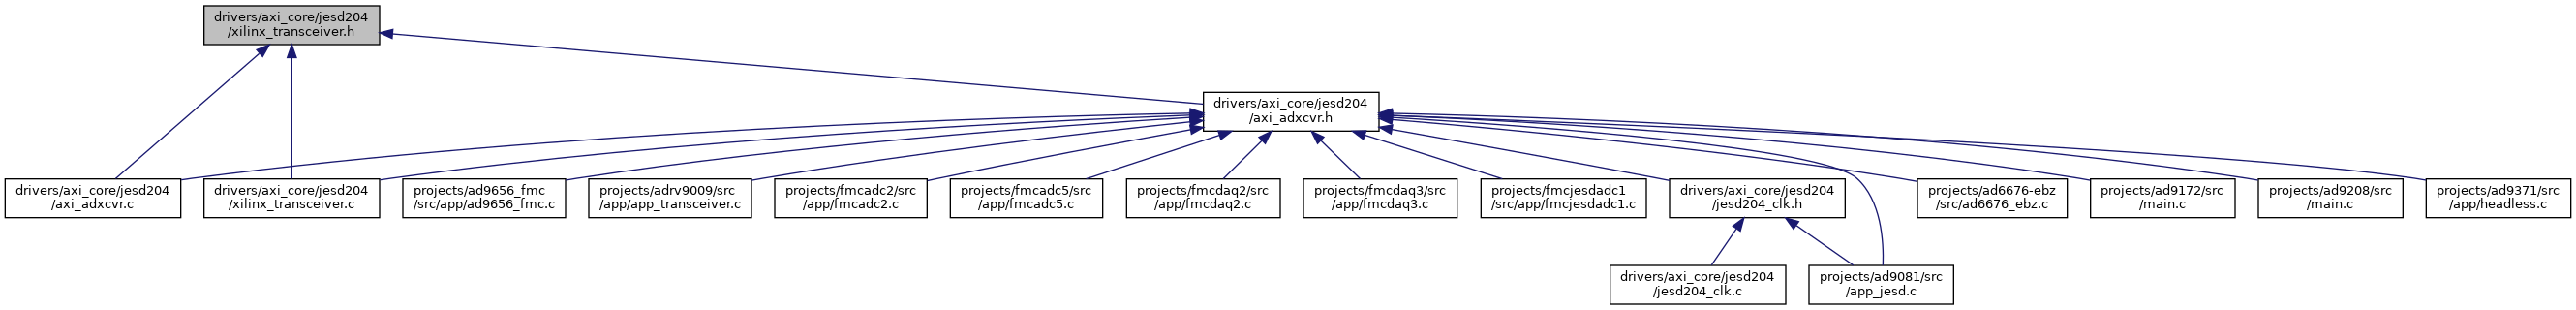 drivers/axi_core/jesd204
/xilinx_transceiver.h
drivers/axi_core/jesd204
/axi_adxcvr.h
drivers/axi_core/jesd204
/axi_adxcvr.c
drivers/axi_core/jesd204
/xilinx_transceiver.c
projects/ad9656_fmc
/src/app/ad9656_fmc.c
projects/adrv9009/src
/app/app_transceiver.c
projects/fmcadc2/src
/app/fmcadc2.c
projects/fmcadc5/src
/app/fmcadc5.c
projects/fmcdaq2/src
/app/fmcdaq2.c
projects/fmcdaq3/src
/app/fmcdaq3.c
projects/fmcjesdadc1
/src/app/fmcjesdadc1.c
drivers/axi_core/jesd204
/jesd204_clk.h
projects/ad6676-ebz
/src/ad6676_ebz.c
projects/ad9172/src
/main.c
projects/ad9208/src
/main.c
projects/ad9371/src
/app/headless.c
drivers/axi_core/jesd204
/jesd204_clk.c
projects/ad9081/src
/app_jesd.c